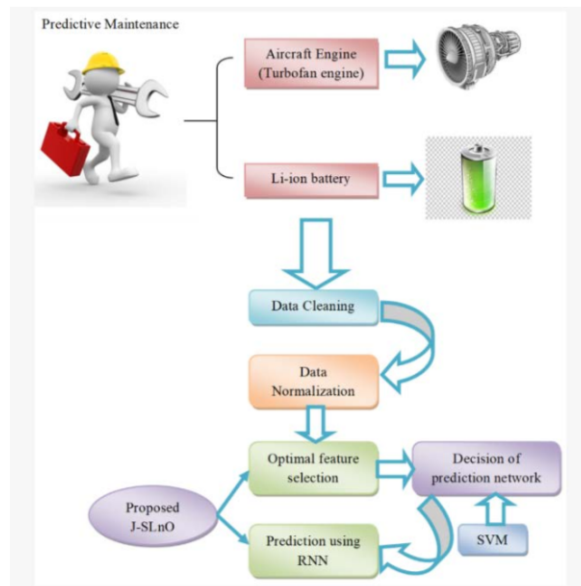 Predictive Maintenance
Aircraft Engine
(Turbofan engine)
Li-ion battery
Data Cleaning
Data
Normalization
Optimal feature
selection
Decision of
prediction network
Proposed
J-SLnO
Prediction using
RNN
SVM